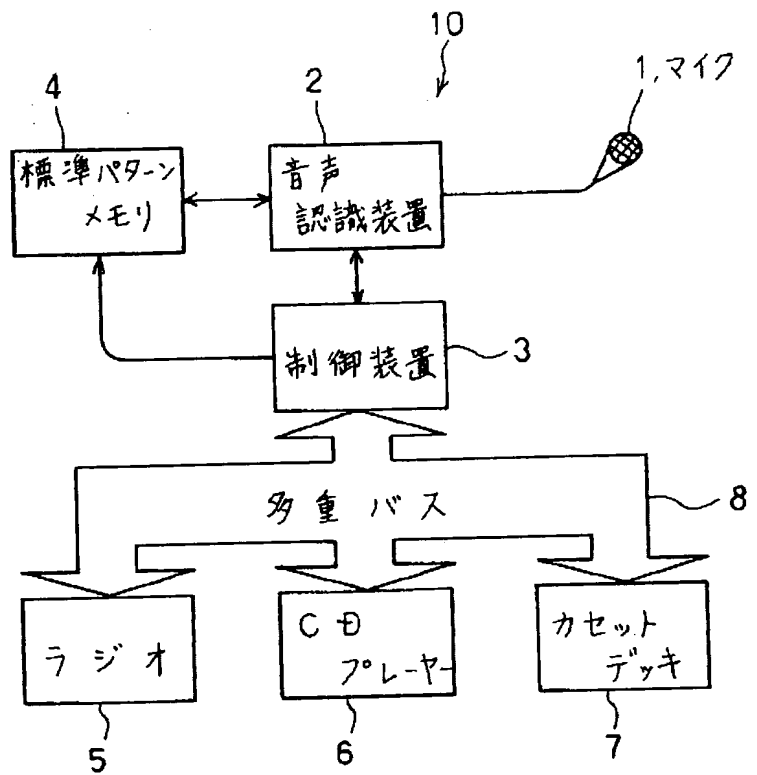 10
1,マイク
4
2
標準パターン
メモリ
音声
認識装置
制御装置
3
多重バス
8
ラジオ
CD
プレーヤー
カセット
デッキ
5
6
7